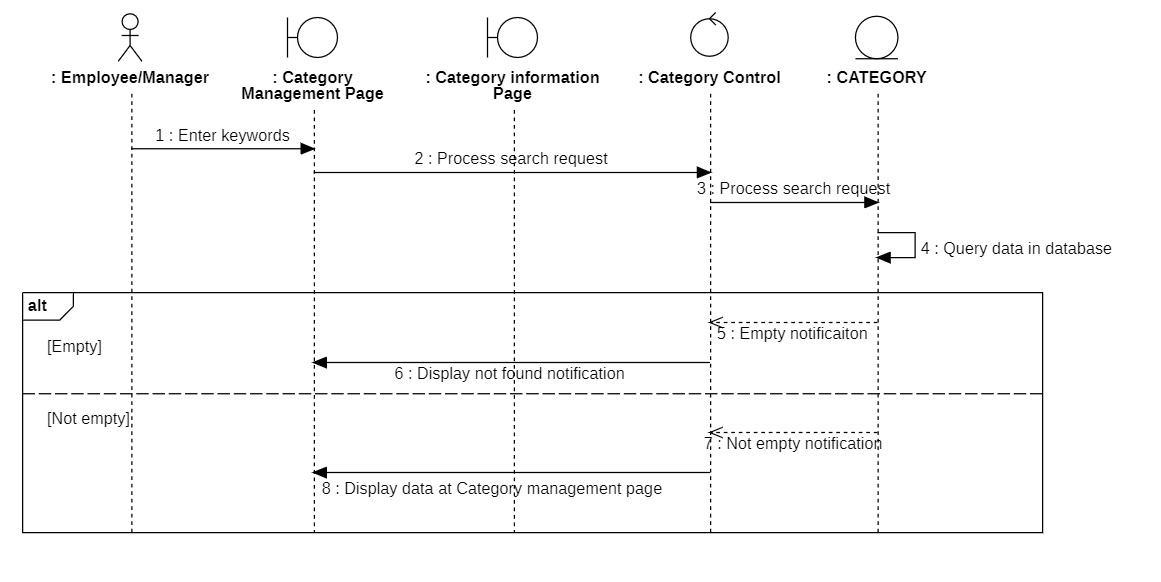 : Employee/Manager
: Category
Management Page
: Category information
Page
: Category Control
: CATEGORY
1 : Enter keywords
2 : Process search request
3 : Process search request
4 : Query data in database
alt
5 : Empty notificaiton
[Empty]
6 : Display not found notification
[Not empty]
7 : Not empty notification
8 : Display data at Category management page